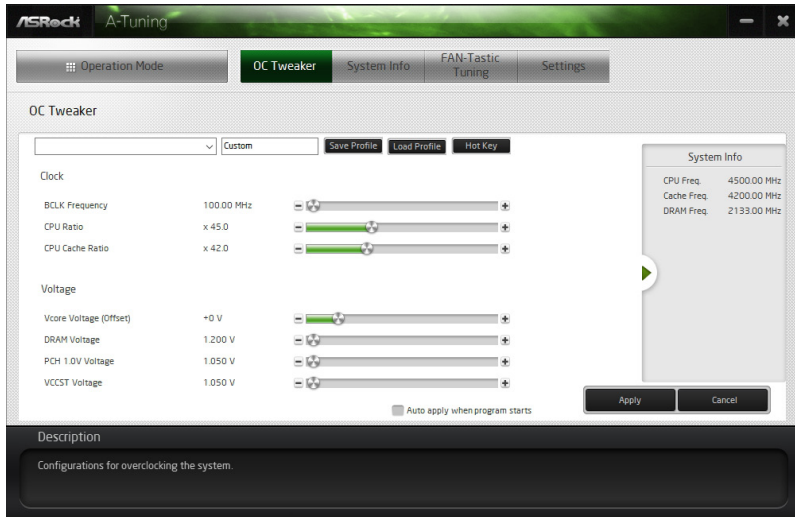 ASRock A-Tuning
Operation Mode OC Tweaker System Info FAN-Tastic Tuning Settings
OC Tweaker
Custom Save Profile Load Profile Hot Key
Clock
BCLK Frequency 100.00 MHz
CPU Ratio x 45.0
CPU Cache Ratio x 42.0
Voltage
Vcore Voltage (Offset) +0 V
DRAM Voltage 1.200 V
PCH 1.0V Voltage 1.050 V
VCCST Voltage 1.050 V
Auto apply when program starts
System Info
CPU Freq. 4500.00 MHz
Cache Freq. 4200.00 MHz
DRAM Freq. 2133.00 MHz
Apply Cancel
Description
Configurations for overclocking the system.